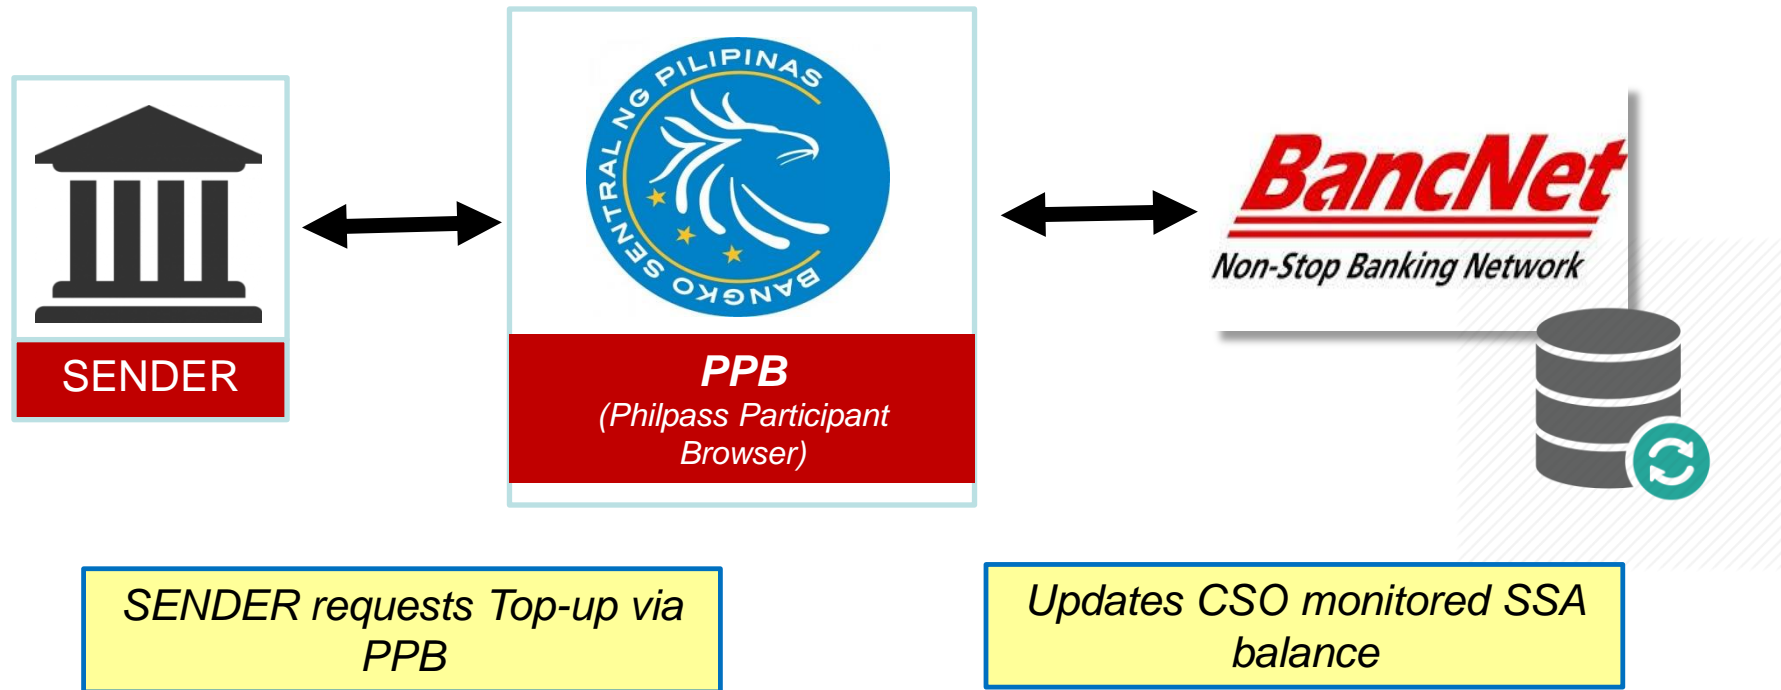 BANGKO SENTRAL NG PILIPINAS
SENDER
PPB
(Philpass Participant
Browser)
BancNet
Non-Stop Banking Network
SENDER requests Top-up via
PPB
Updates CSO monitored SSA
balance